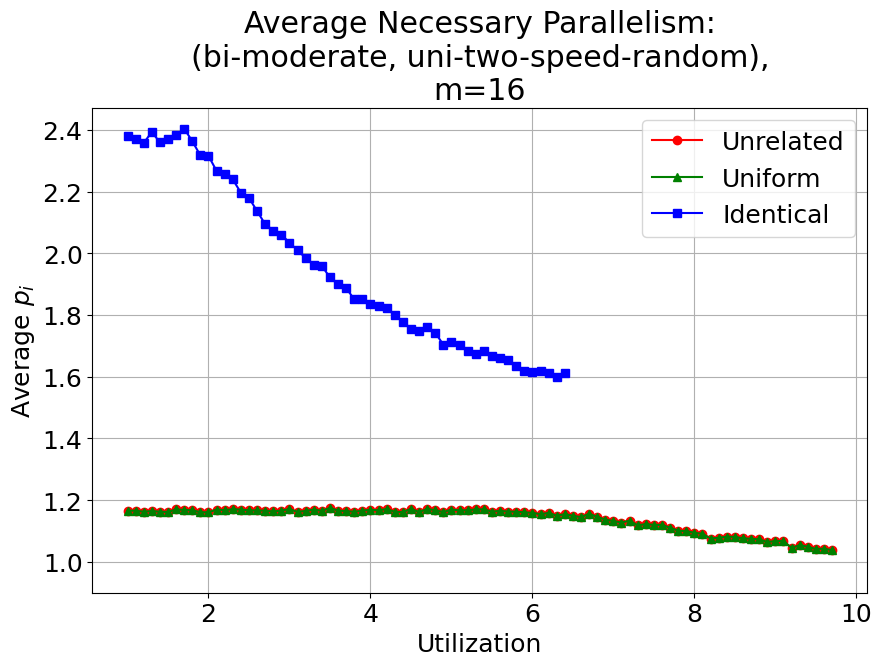 Average Necessary Parallelism:
(bi-moderate, uni-two-speed-random),
m=16
Unrelated
Uniform
Identical
Average p_i
2.4
2.2
2.0
1.8
1.6
1.4
1.2
1.0
2 4 6 8 10
Utilization